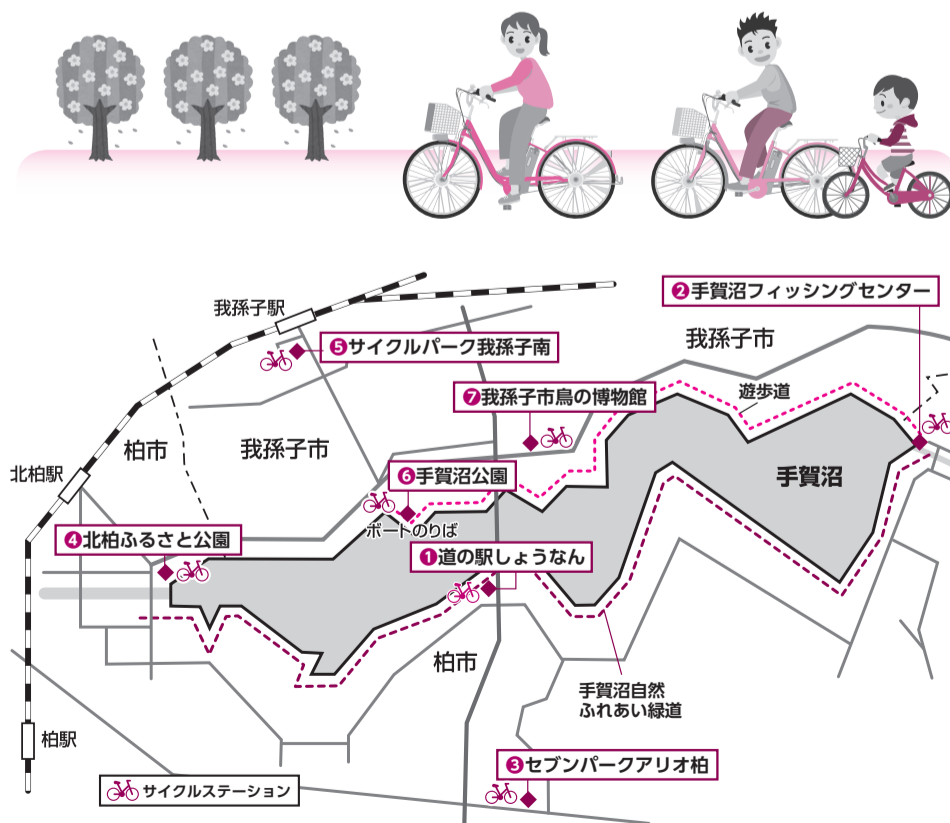 我孫子駅
❷手賀沼フィッシングセンター
❺サイクルパーク我孫子南
我孫子市
❼我孫子市鳥の博物館
遊歩道
柏市
我孫子市
北柏駅
❻手賀沼公園
手賀沼
ボートのりば
❹北柏ふるさと公園
❶道の駅しょうなん
柏市
手賀沼自然
ふれあい緑道
柏駅
❸セブンパークアリオ柏
サイクルステーション